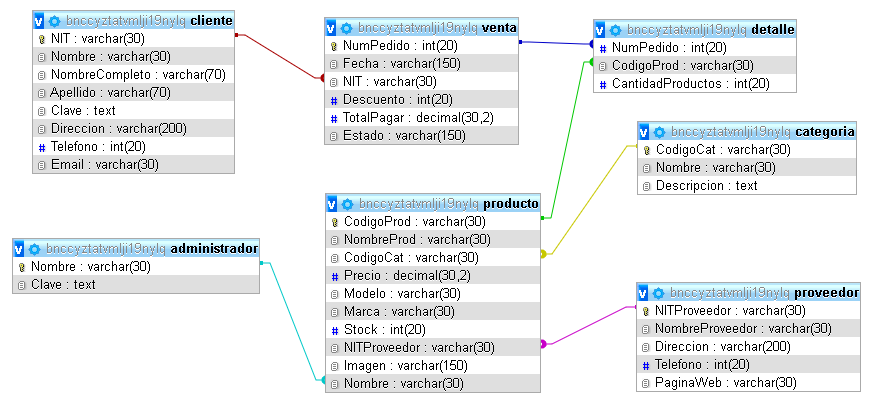 bnccyztatvmlji19nylq cliente
NIT : varchar(30)
Nombre : varchar(30)
NombreCompleto : varchar(70)
Apellido : varchar(70)
Clave : text
Direccion : varchar(200)
Telefono : int(20)
Email : varchar(30)
bnccyztatvmlji19nylq venta
NumPedido : int(20)
Fecha : varchar(150)
NIT : varchar(30)
Descuento : int(20)
TotalPagar : decimal(30,2)
Estado : varchar(150)
bnccyztatvmlji19nylq detalle
NumPedido : int(20)
CodigoProd : varchar(30)
CantidadProductos : int(20)
bnccyztatvmlji19nylq categoria
CodigoCat : varchar(30)
Nombre : varchar(30)
Descripcion : text
bnccyztatvmlji19nylq producto
CodigoProd : varchar(30)
NombreProd : varchar(30)
CodigoCat : varchar(30)
Precio : decimal(30,2)
Modelo : varchar(30)
Marca : varchar(30)
Stock : int(20)
NITProveedor : varchar(30)
Imagen : varchar(150)
Nombre : varchar(30)
bnccyztatvmlji19nylq administrador
Nombre : varchar(30)
Clave : text
bnccyztatvmlji19nylq proveedor
NITProveedor : varchar(30)
NombreProveedor : varchar(30)
Direccion : varchar(200)
Telefono : int(20)
PaginaWeb : varchar(30)